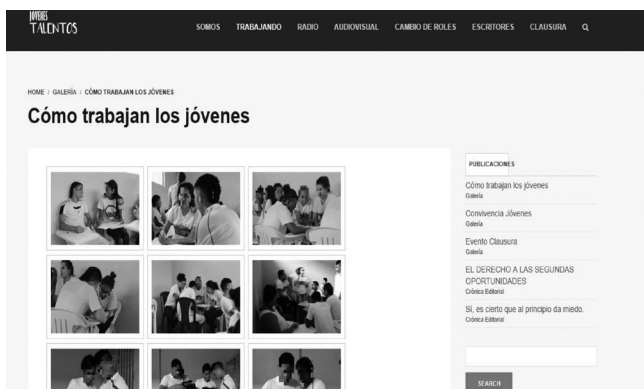 JÓVENES
TALENTOS
SOMOS TRABAJANDO RADIO AUDIOVISUAL CAMBIO DE ROLES ESCRITORES CLAUSURA
HOME / GALERÍA / CÓMO TRABAJAN LOS JÓVENES
Cómo trabajan los jóvenes
PUBLICACIONES
Cómo trabajan los jóvenes
Galería
Convivencia Jóvenes
Galería
Evento Clausura
Galería
EL DERECHO A LAS SEGUNDAS
OPORTUNIDADES
Crónica Editorial
Sí, es cierto que al principio da miedo.
Crónica Editorial
SEARCH